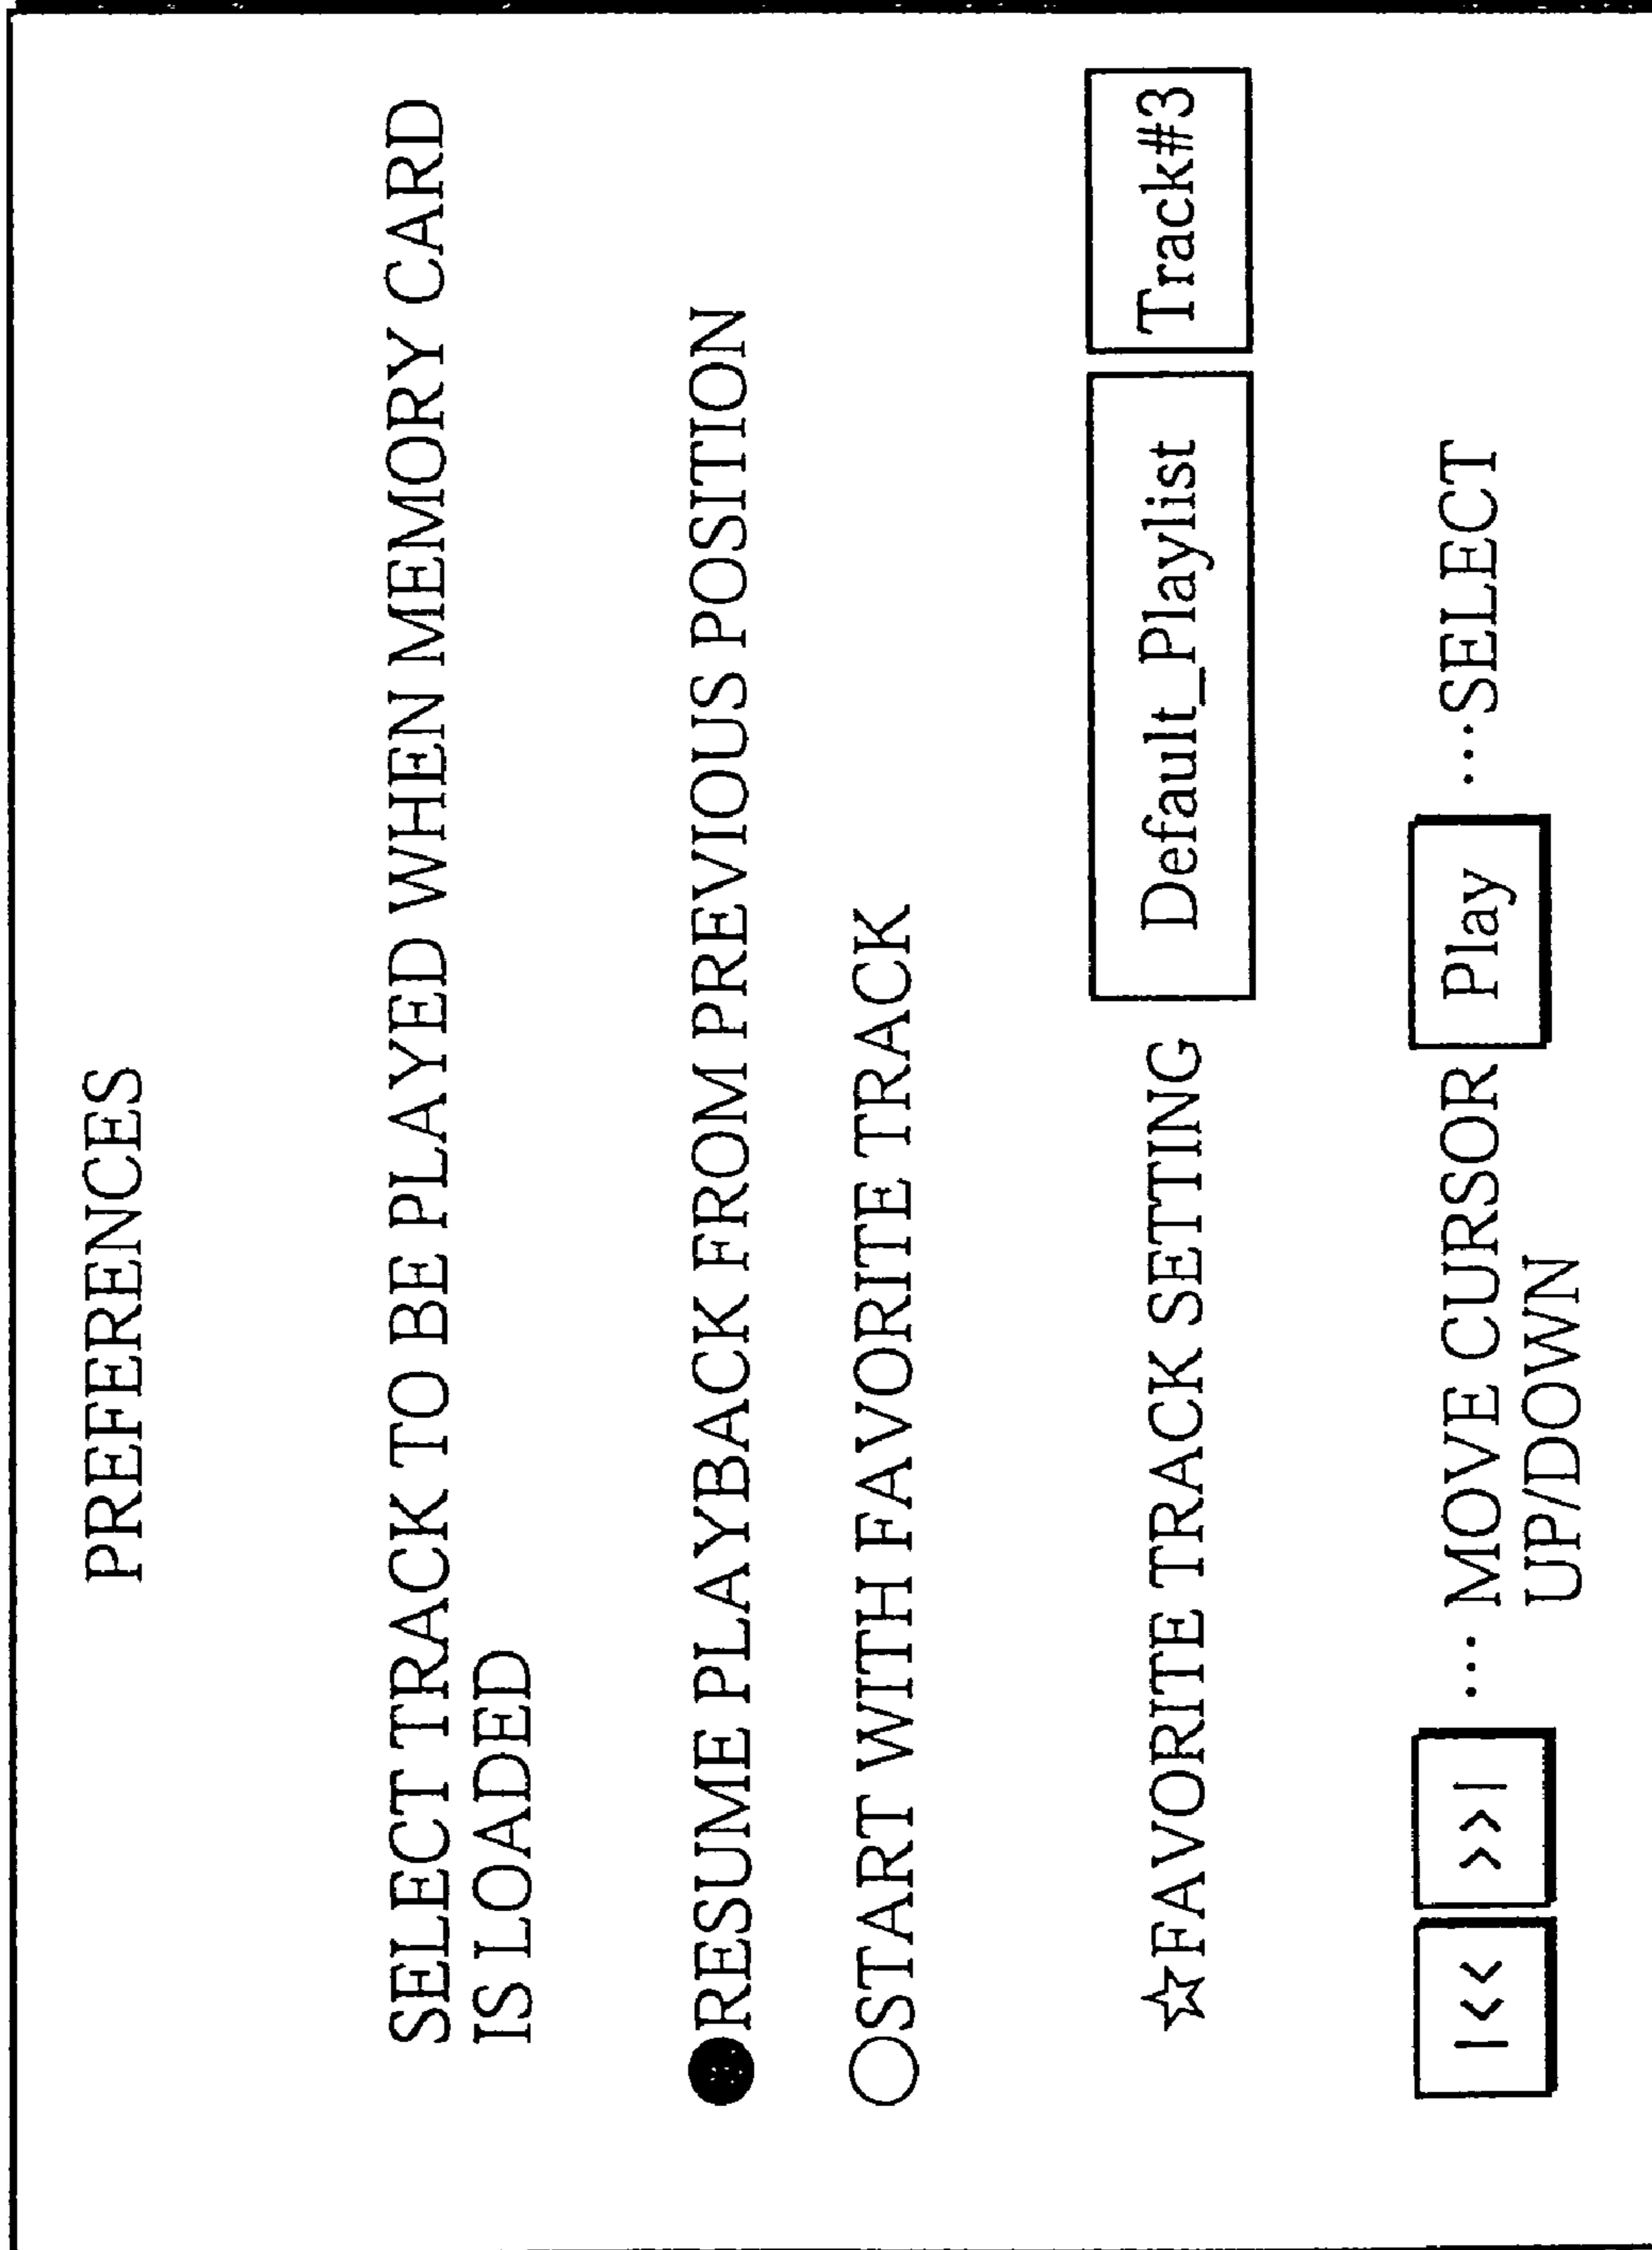 PREFERENCES
SELECT TRACK TO BE PLAYED WHEN MEMORY CARD
IS LOADED
●RESUME PLAYBACK FROM PREVIOUS POSITION
○START WITH FAVORITE TRACK
☆FAVORITE TRACK SETTING Default_Playlist Track#3
|<< >>| ... MOVE CURSOR Play ...SELECT
UP/DOWN